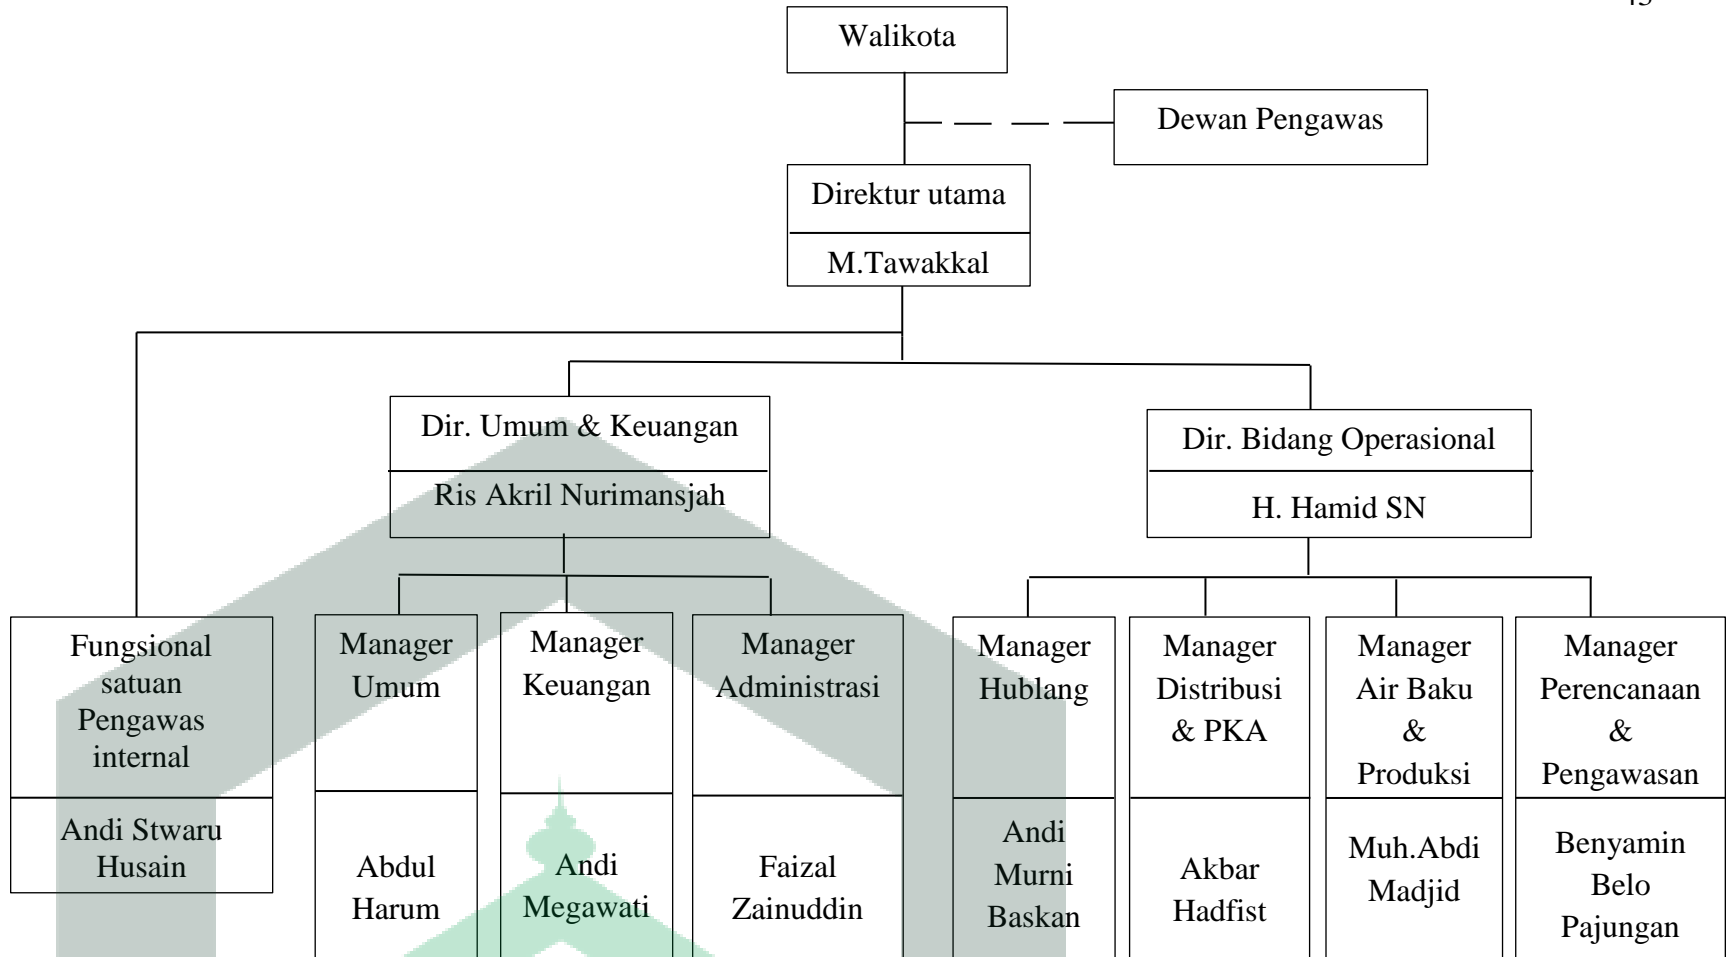 Walikota
Dewan Pengawas
Direktur utama
M.Tawakkal
Dir. Umum & Keuangan
Ris Akril Nurimansjah
Dir. Bidang Operasional
H. Hamid SN
Fungsional
satuan
Pengawas
internal
Andi Stwaru
Husain
Manager
Umum
Abdul
Harum
Manager
Keuangan
Andi
Megawati
Manager
Administrasi
Faizal
Zainuddin
Manager
Hublang
Andi
Murni
Baskan
Manager
Distribusi
& PKA
Akbar
Hadfist
Manager
Air Baku
&
Produksi
Muh.Abdi
Madjid
Manager
Perencanaan
&
Pengawasan
Benyamin
Belo
Pajungan